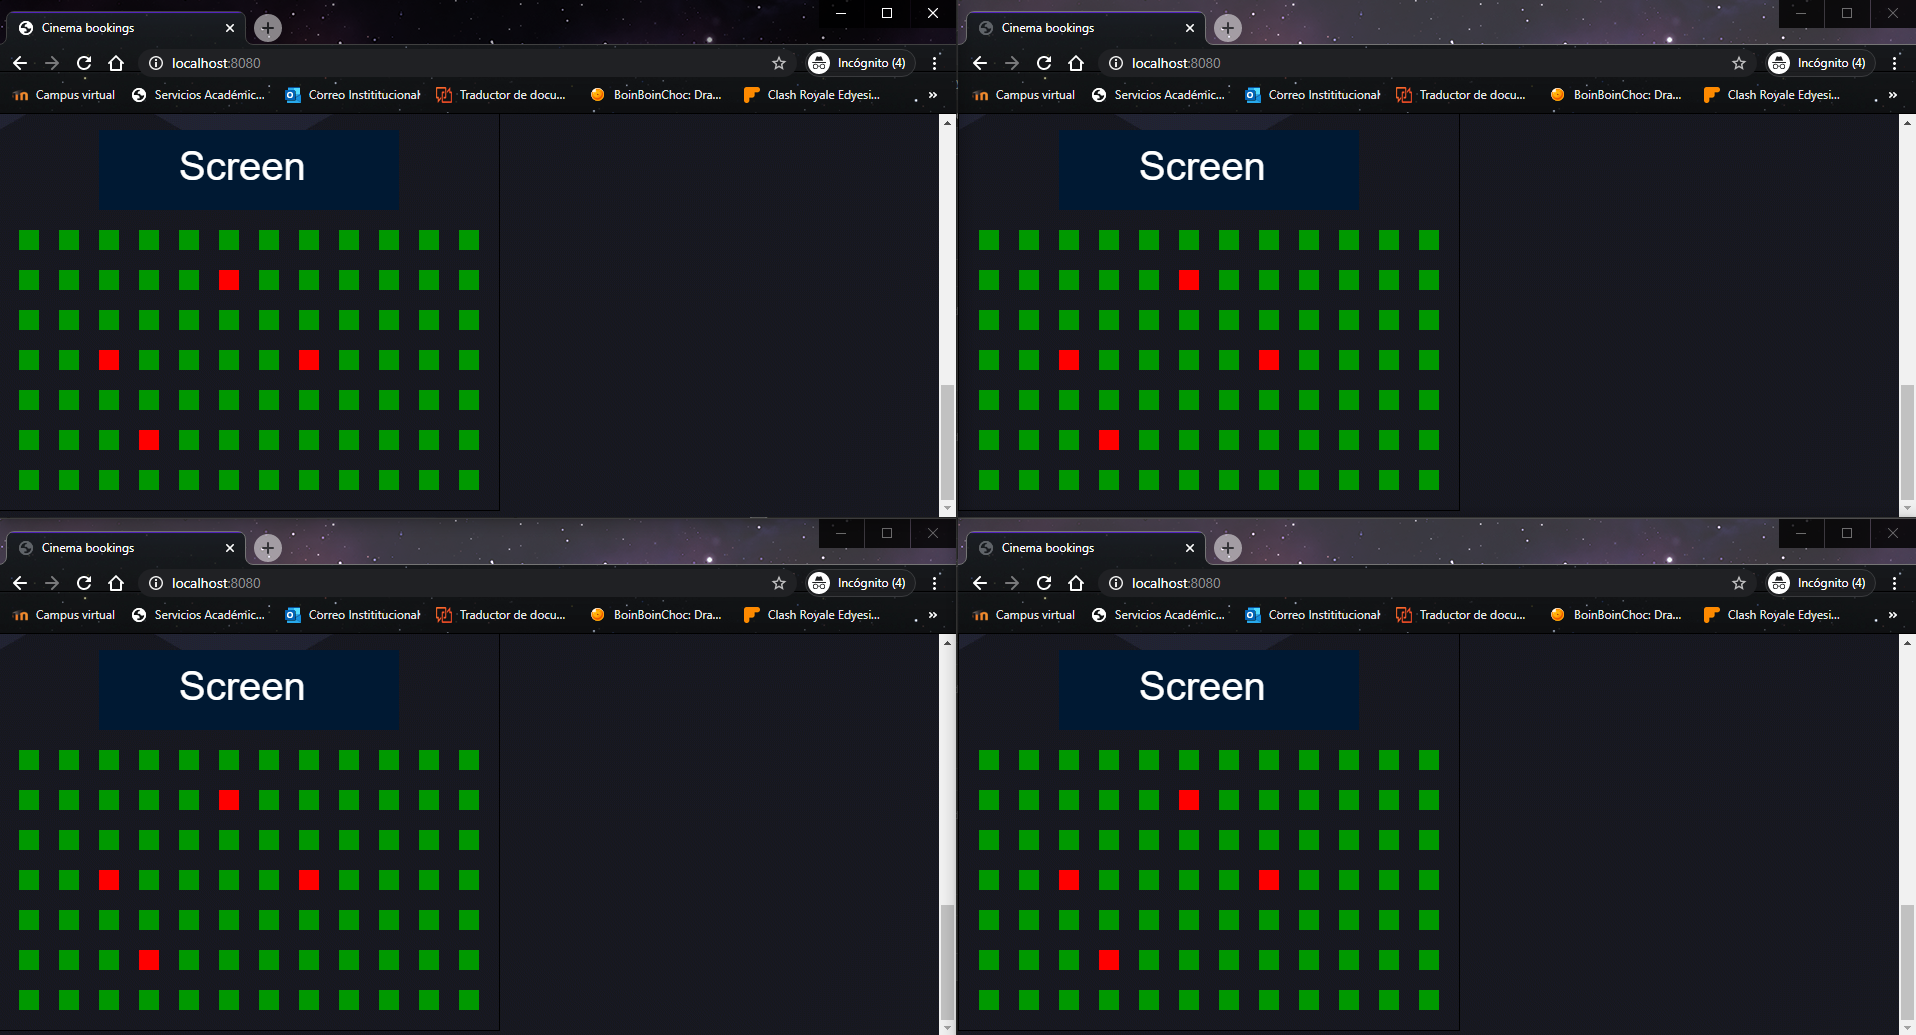 Cinema bookings
localhost:8080
Incógnito (4)
Campus virtual Servicios Académic... Correo Instititucional Traductor de docu... BoinBoinChoc: Dra... Clash Royale Edyesi... »
Screen
Cinema bookings
localhost:8080
Incógnito (4)
Campus virtual Servicios Académic... Correo Instititucional Traductor de docu... BoinBoinChoc: Dra... Clash Royale Edyesi... »
Screen
Cinema bookings
localhost:8080
Incógnito (4)
Campus virtual Servicios Académic... Correo Instititucional Traductor de docu... BoinBoinChoc: Dra... Clash Royale Edyesi... »
Screen
Cinema bookings
localhost:8080
Incógnito (4)
Campus virtual Servicios Académic... Correo Instititucional Traductor de docu... BoinBoinChoc: Dra... Clash Royale Edyesi... »
Screen